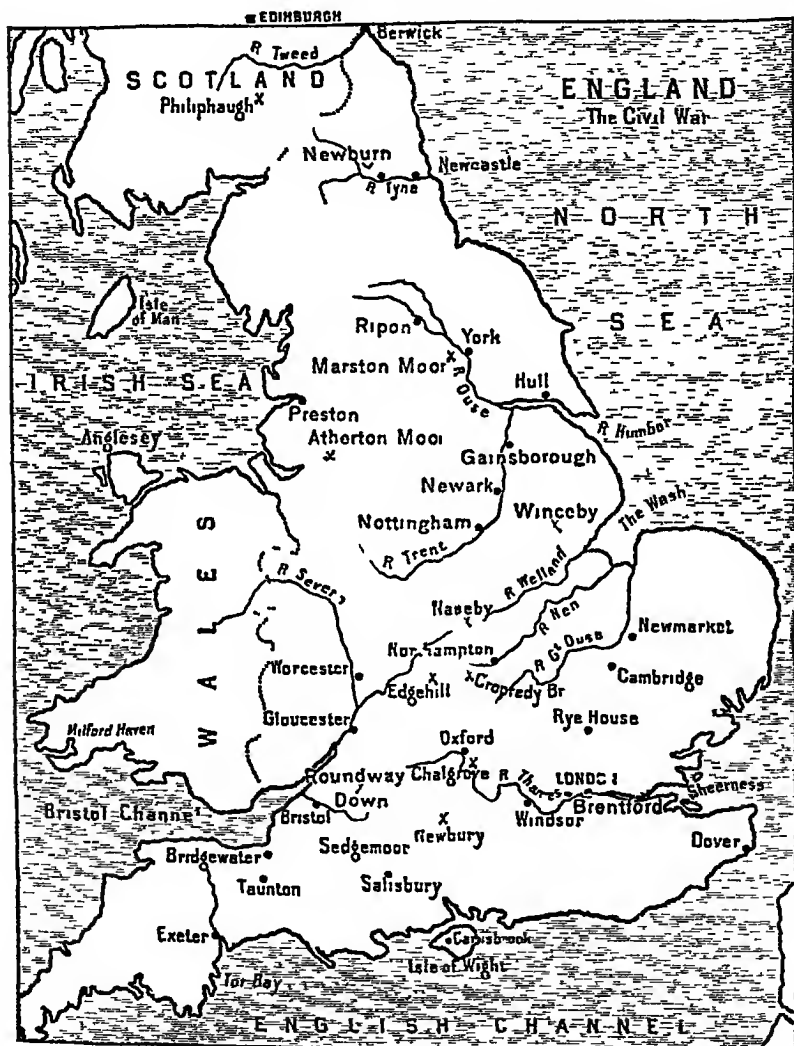 EDINBURGH
Berwick
R Tweed
SCOTLAND
Philiphaugh
ENGLAND
The Civil War
Newburn
Newcastle
R Tyne
NORTH
SEA
Isle
of Man
Ripon
York
Marston Moor
R Ouse
Hull
IRISH SEA
Preston
R Humber
Anglesey
Atherton Moor
Gainsborough
Newark
Winceby
The Wash
Nottingham
R Trent
WALES
R Severn
R Welland
Naseby
R Nen
Northampton
R Gt Ouse
Newmarket
Worcester
Edgehill
Cropredy Br
Cambridge
Milford Haven
Gloucester
Rye House
Oxford
Roundway
Down
Chalgrove
R Thames
LONDON
Sheerness
Bristol Channel
Bristol
Windsor
Brentford
Newbury
Dover
Bridgewater
Sedgemoor
Taunton
Salisbury
Exeter
Carisbrook
Isle of Wight
Tor Bay
ENGLISH CHANNEL